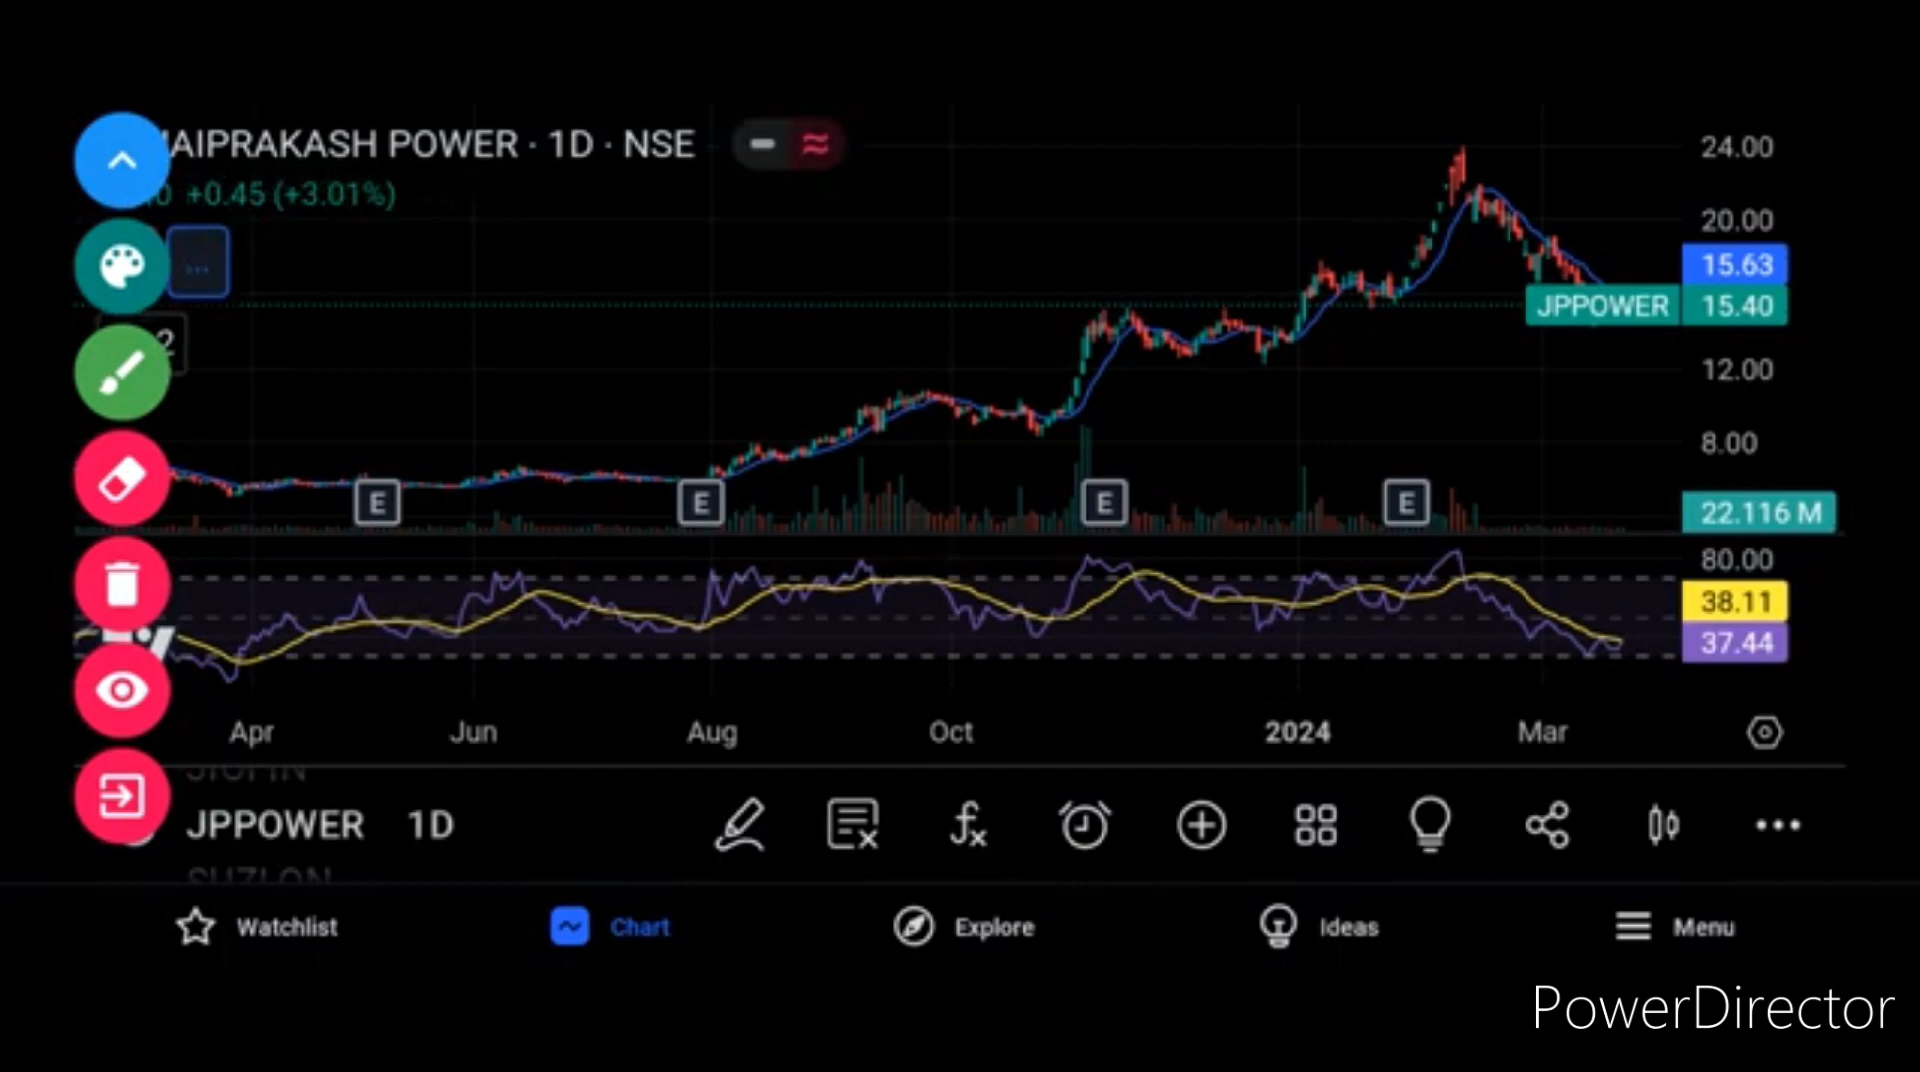 AIPRAKASH POWER · 1D · NSE
+0.45 (+3.01%)
24.00
20.00
15.63
JPPOWER 15.40
12.00
8.00
E E E E
22.116 M
80.00
38.11
37.44
Apr Jun Aug Oct 2024 Mar
JPPOWER 1D
Watchlist Chart Explore Ideas Menu
PowerDirector